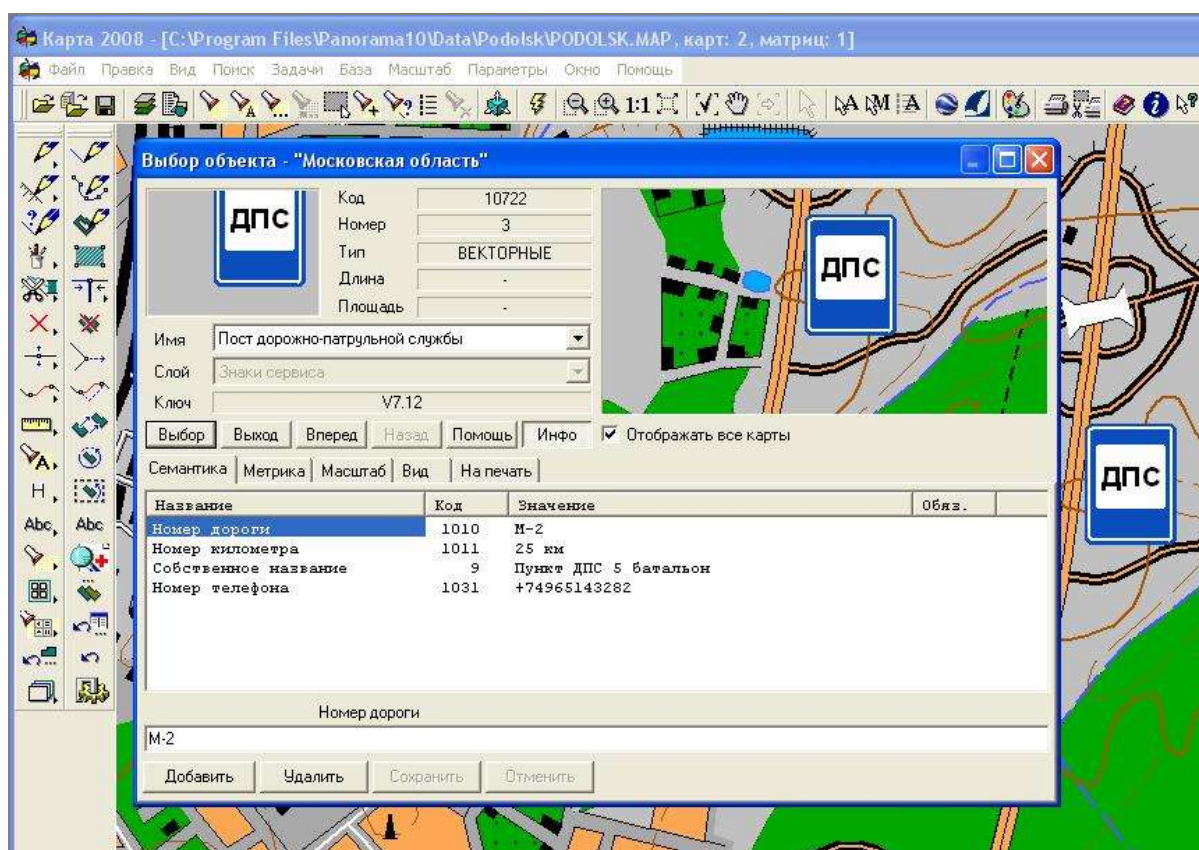 Карта 2008 - [C:\Program Files\Panorama10\Data\Podolsk\PODOLSK.MAP, карт: 2, матриц: 1]
Файл Правка Вид Поиск Задачи База Масштаб Параметры Окно Помощь
1:1
Выбор объекта - "Московская область"
ДПС
Код 10722
Номер 3
Тип ВЕКТОРНЫЕ
Длина -
Площадь -
ДПС
Имя Пост дорожно-патрульной службы
Слой Знаки сервиса
Ключ V7.12
Выбор Выход Вперед Назад Помощь Инфо Отображать все карты
Семантика Метрика Масштаб Вид На печать
ДПС
Название Код Значение Обяз.
Номер дороги 1010 М-2
Номер километра 1011 25 км
Собственное название 9 Пункт ДПС 5 батальон
Номер телефона 1031 +74965143282
Номер дороги
М-2
Добавить Удалить Сохранить Отменить
A
H
Abc Abc